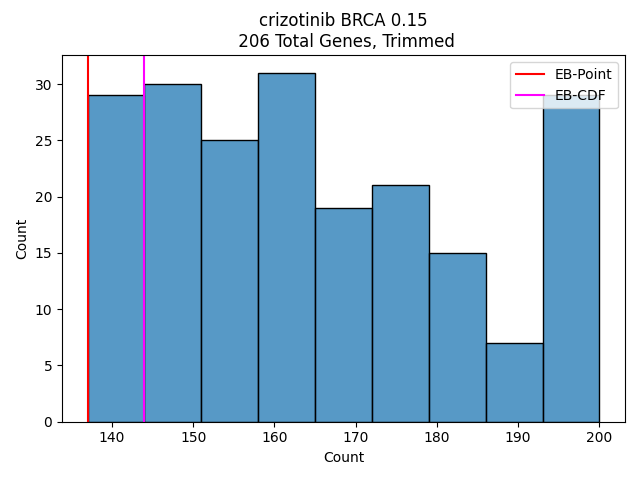 crizotinib BRCA 0.15
206 Total Genes, Trimmed
EB-Point
EB-CDF
Count
30
25
20
15
10
5
0
140 150 160 170 180 190 200
Count